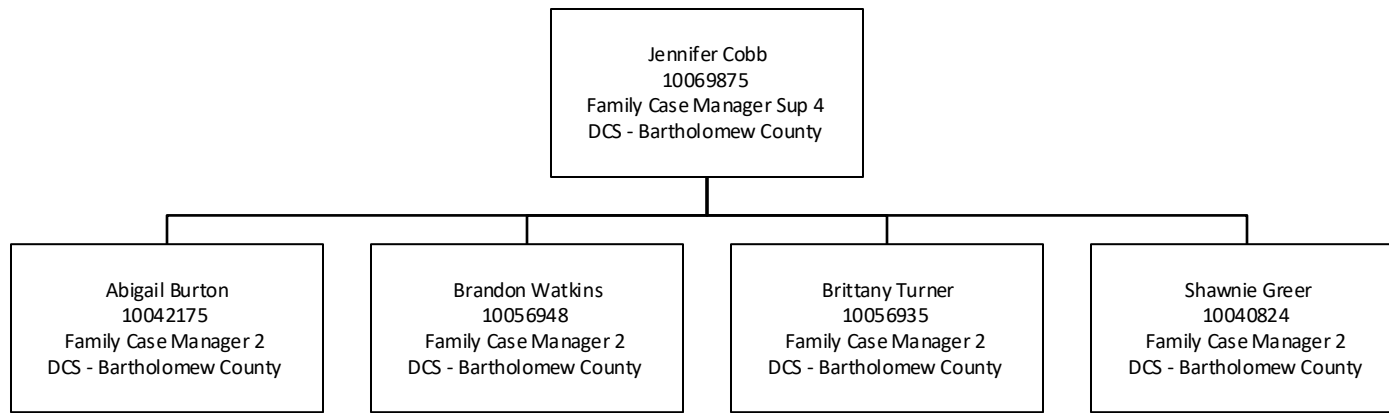 Jennifer Cobb
10069875
Family Case Manager Sup 4
DCS - Bartholomew County
Abigail Burton
10042175
Family Case Manager 2
DCS - Bartholomew County
Brandon Watkins
10056948
Family Case Manager 2
DCS - Bartholomew County
Brittany Turner
10056935
Family Case Manager 2
DCS - Bartholomew County
Shawnie Greer
10040824
Family Case Manager 2
DCS - Bartholomew County